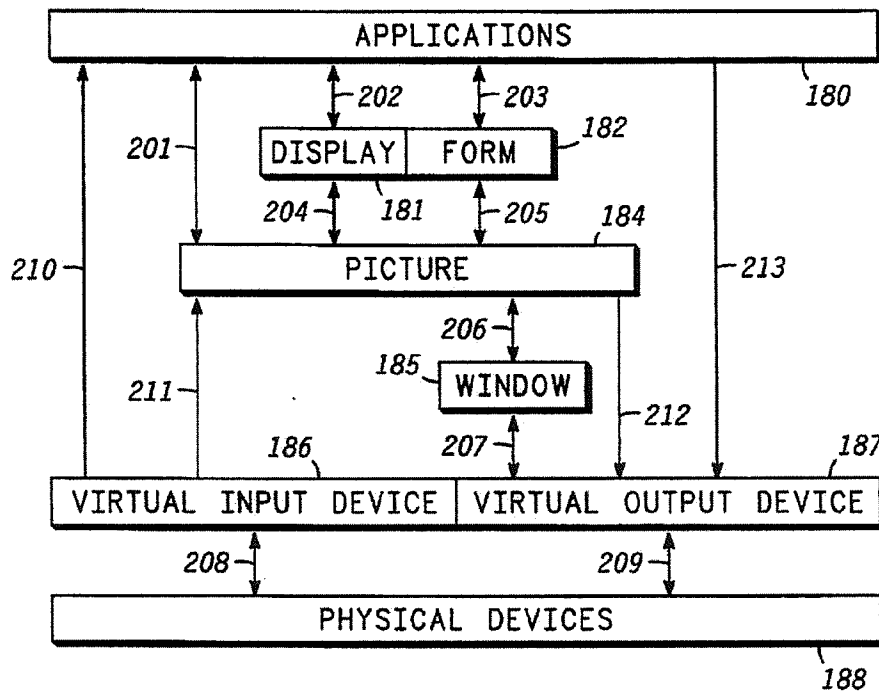 APPLICATIONS
180
202
203
201
DISPLAY
FORM
182
204
181
205
184
210
PICTURE
213
206
185
WINDOW
211
212
207
186
187
VIRTUAL INPUT DEVICE
VIRTUAL OUTPUT DEVICE
208
209
PHYSICAL DEVICES
188